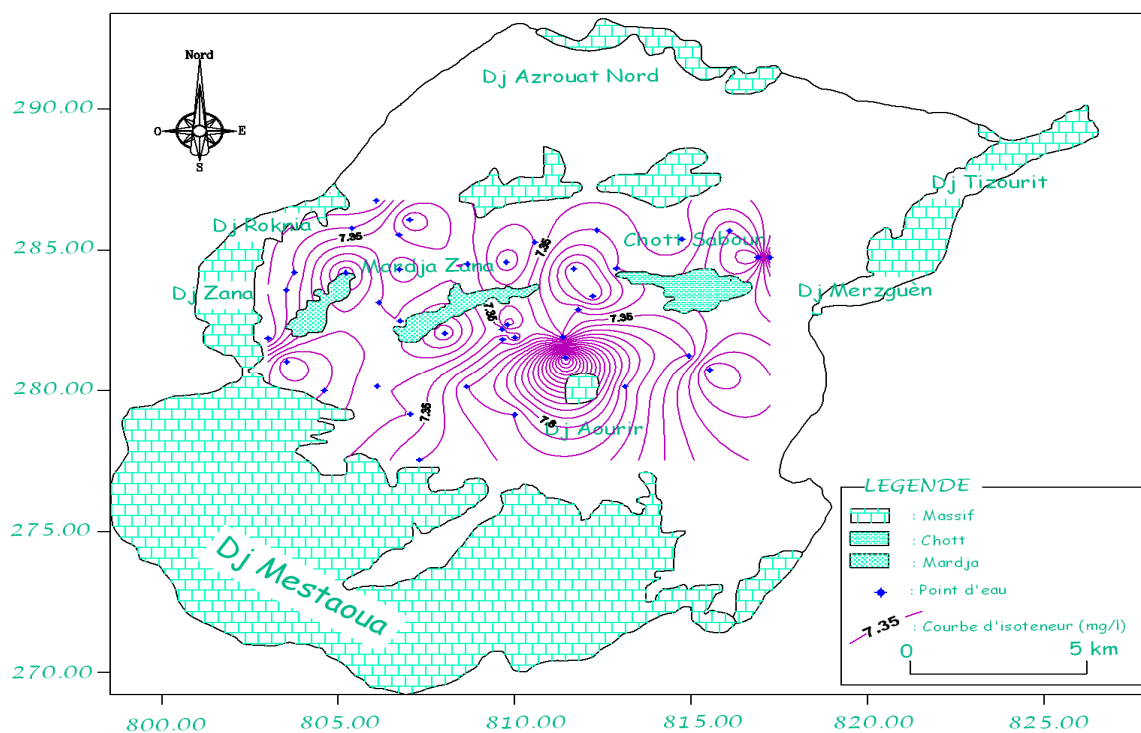 Nord
O
E
S
Dj Azrouat Nord
290.00
Dj Tizourit
Dj Roknia
7.35
7.35
285.00
Chott Sabour
Mardja Zana
Dj Zana
Dj Merzguèn
7.35
7.35
280.00
7.35
7.6
Dj Aourir
LEGENDE
: Massif
275.00
: Chott
Dj Mestaoua
: Mardja
: Point d'eau
7.35
: Courbe d'isoteneur (mg/l)
0
5 km
270.00
800.00
805.00
810.00
815.00
820.00
825.00